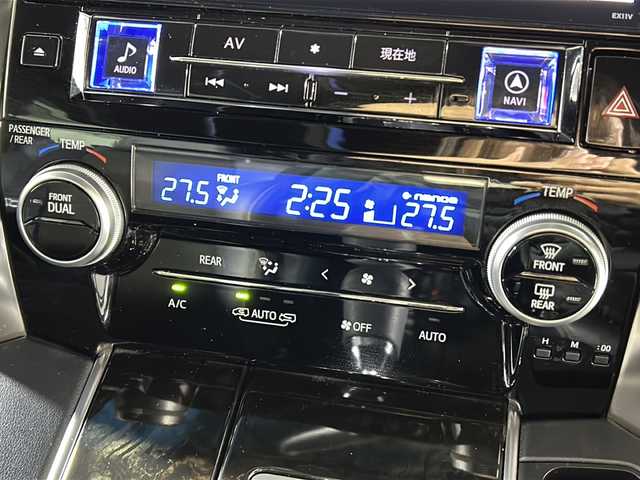 EX11V
AV
現在地
AUDIO
NAVI
PASSENGER
/REAR
TEMP
FRONT
DUAL
FRONT
27.5
2:25
nanoe
27.5
TEMP
FRONT
REAR
REAR
A/C
AUTO
OFF
AUTO
H
M
:00